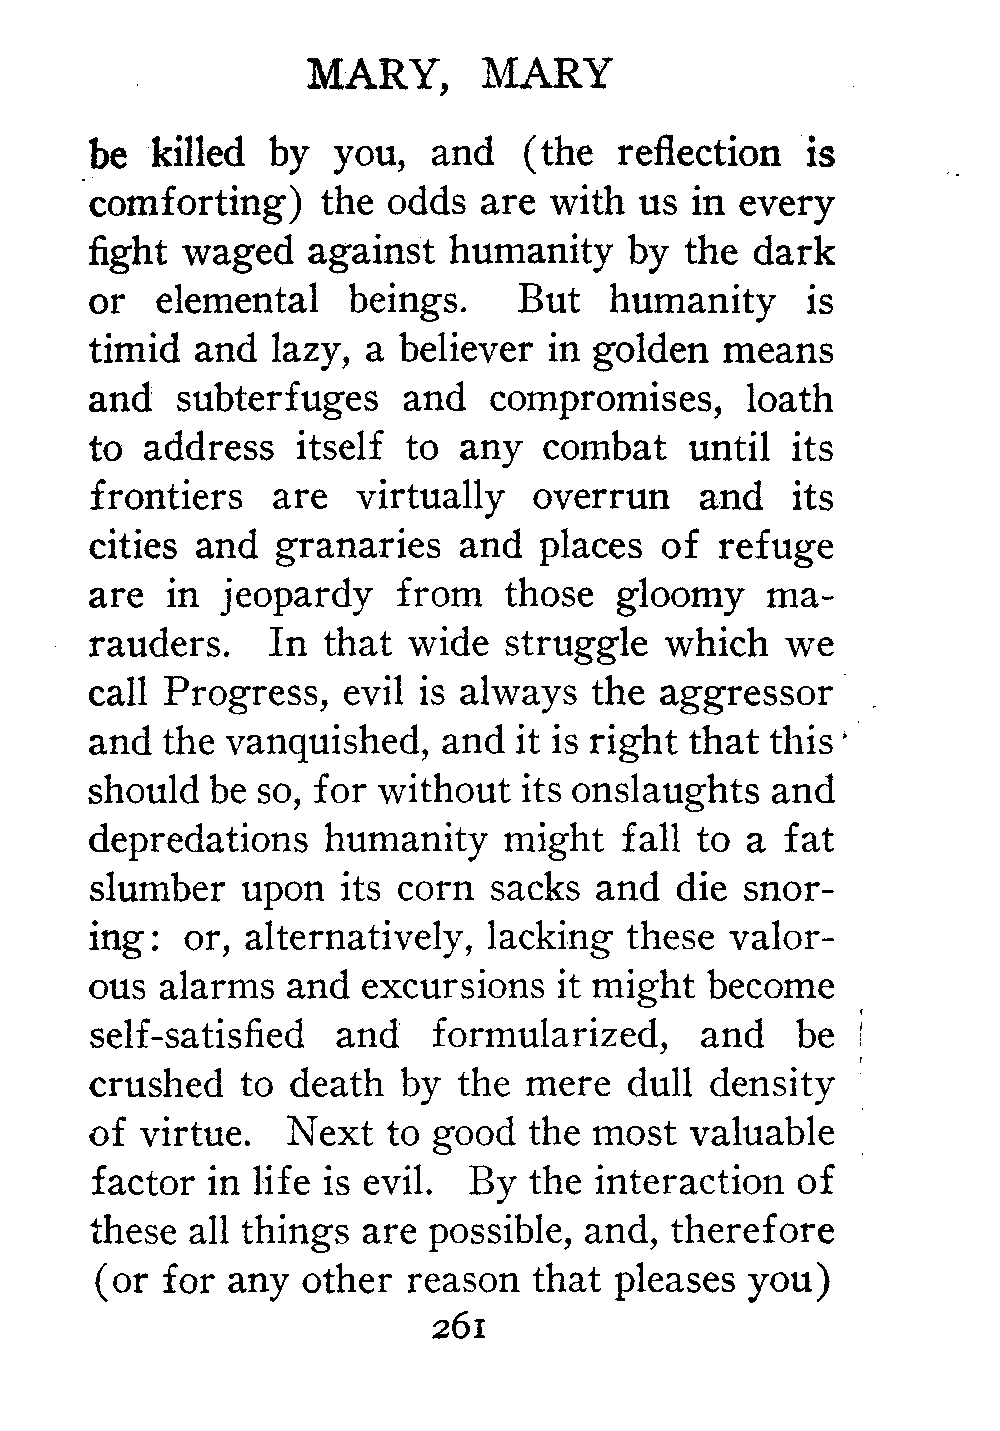 MARY, MARY
be killed by you, and (the reflection is
comforting) the odds are with us in every
fight waged against humanity by the dark
or elemental beings. But humanity is
timid and lazy, a believer in golden means
and subterfuges and compromises, loath
to address itself to any combat until its
frontiers are virtually overrun and its
cities and granaries and places of refuge
are in jeopardy from those gloomy ma-
rauders. In that wide struggle which we
call Progress, evil is always the aggressor
and the vanquished, and it is right that this
should be so, for without its onslaughts and
depredations humanity might fall to a fat
slumber upon its corn sacks and die snor-
ing: or, alternatively, lacking these valor-
ous alarms and excursions it might become
self-satisfied and formularized, and be
crushed to death by the mere dull density
of virtue. Next to good the most valuable
factor in life is evil. By the interaction of
these all things are possible, and, therefore
(or for any other reason that pleases you)
261